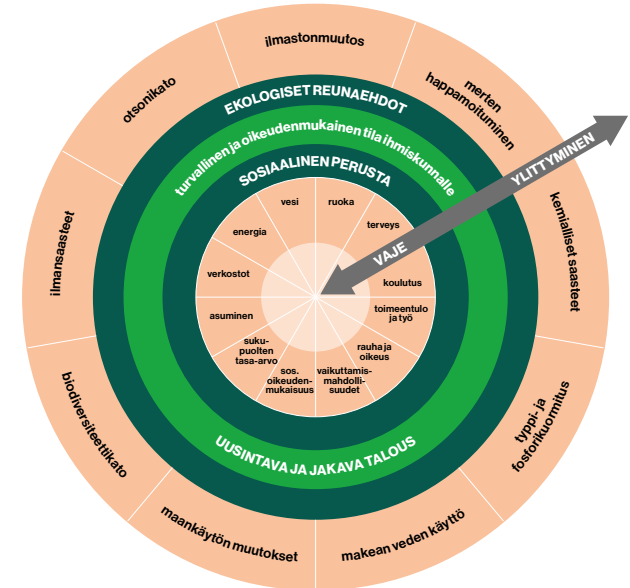 ilmastonmuutos
merten
happamoituminen
kemialliset saasteet
typpi- ja
fosforikuormitus
makean veden käyttö
maankäytön muutokset
biodiversiteettikato
ilmansaasteet
otsonikato
EKOLOGISET REUNAEHDOT
turvallinen ja oikeudenmukainen tila ihmiskunnalle
SOSIAALINEN PERUSTA
YLITTYMINEN
VAJE
vesi
ruoka
terveys
koulutus
toimeentulo
ja työ
rauha ja
oikeus
vaikuttamis-
mahdolli-
suudet
sos.
oikeuden-
mukaisuus
suku-
puolten
tasa-arvo
asuminen
verkostot
energia
UUSINTAVA JA JAKAVA TALOUS